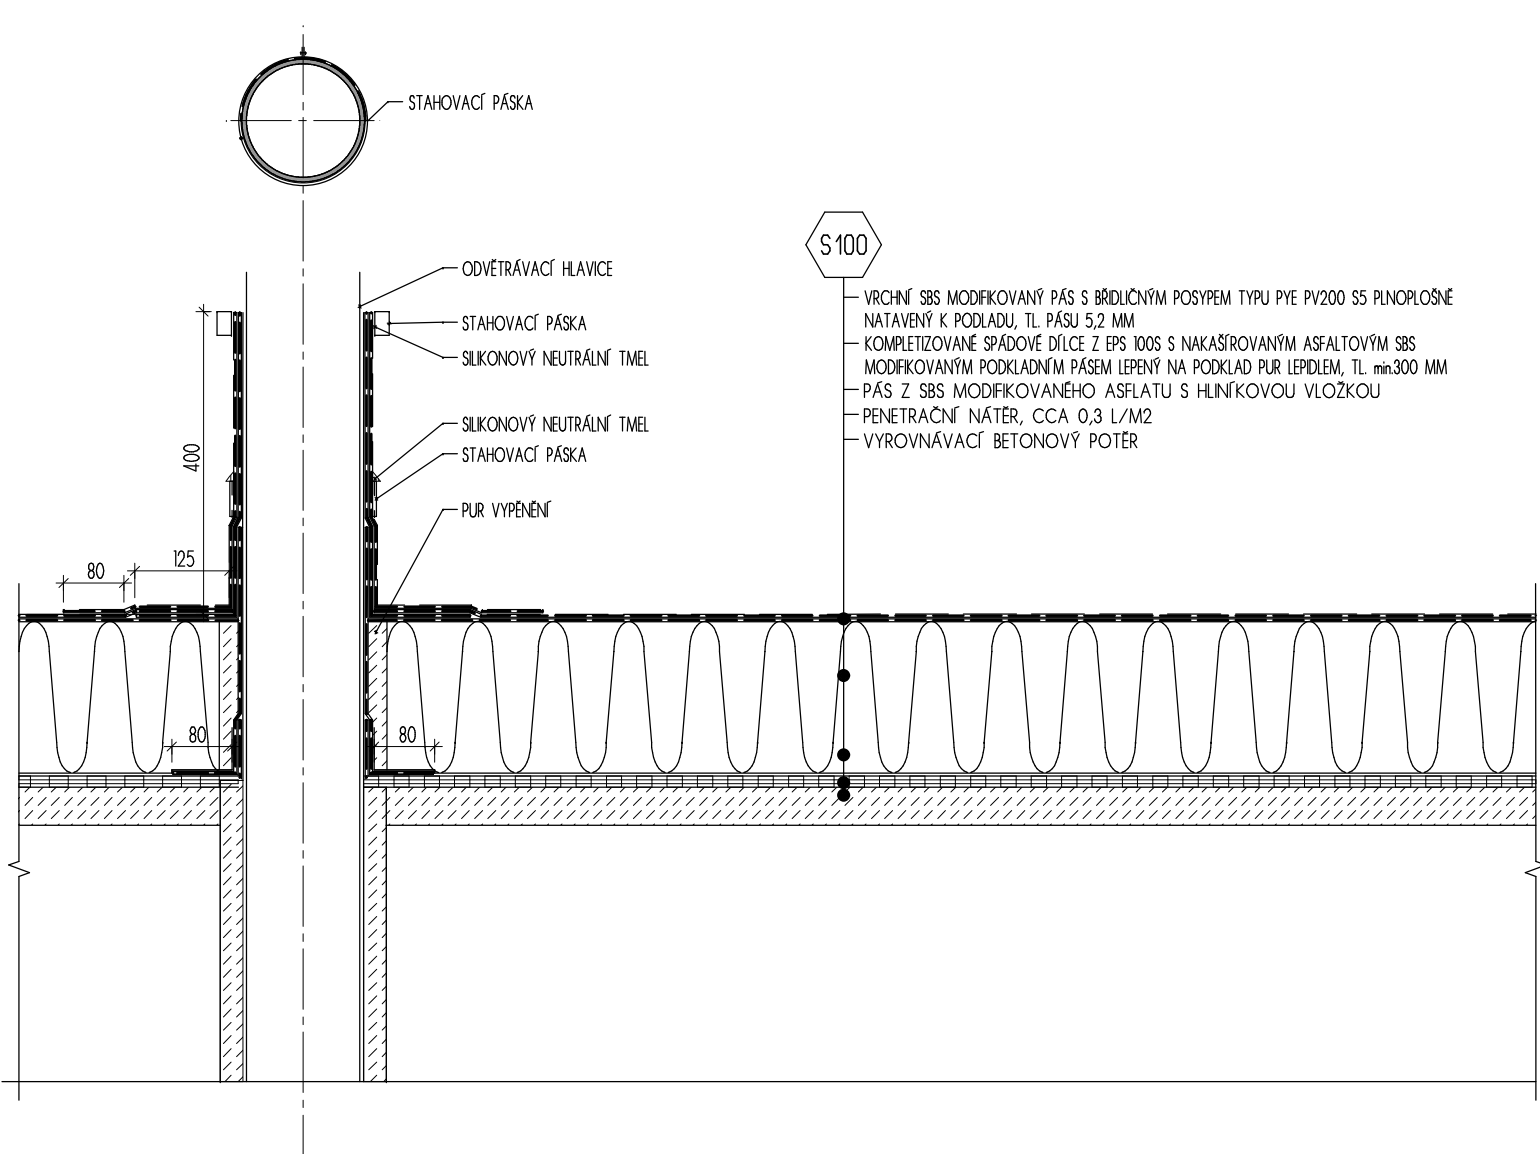 STAHOVACÍ PÁSKA
S100
ODVĚTRÁVACÍ HLAVICE
STAHOVACÍ PÁSKA
SILIKONOVÝ NEUTRÁLNÍ TMEL
SILIKONOVÝ NEUTRÁLNÍ TMEL
STAHOVACÍ PÁSKA
PUR VYPĚNĚNÍ
VRCHNÍ SBS MODIFIKOVANÝ PÁS S BŘIDLIČNÝM POSYPEM TYPU PYE PV200 S5 PLNOPLOŠNĚ
NATAVENÝ K PODLADU, TL. PÁSU 5,2 MM
KOMPLETIZOVANÉ SPÁDOVÉ DÍLCE Z EPS 100S S NAKAŠÍROVANÝM ASFALTOVÝM SBS
MODIFIKOVANÝM PODKLADNÍM PÁSEM LEPENÝ NA PODKLAD PUR LEPIDLEM, TL. min.300 MM
PÁS Z SBS MODIFIKOVANÉHO ASFLATU S HLINÍKOVOU VLOŽKOU
PENETRAČNÍ NÁTĚR, CCA 0,3 L/M2
VYROVNÁVACÍ BETONOVÝ POTĚR
400
125
80
80
80